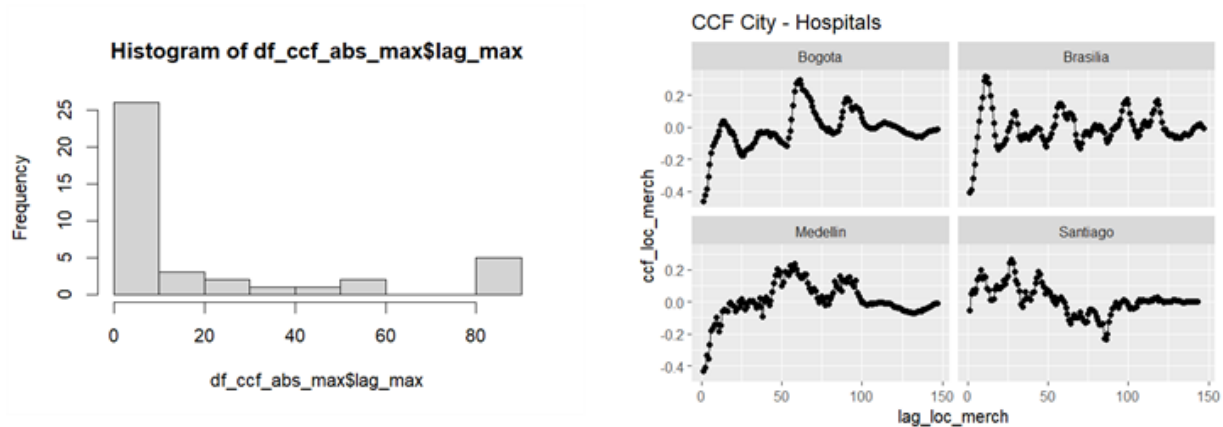 Histogram of df_ccf_abs_max$lag_max
Frequency
25
20
15
10
5
0
0 20 40 60 80
df_ccf_abs_max$lag_max
CCF City - Hospitals
Bogota Brasilia
0.2
0.0
-0.2
-0.4
ccf_loc_merch
Medellin Santiago
0.2
0.0
-0.2
-0.4
0 50 100 150 0 50 100 150
lag_loc_merch